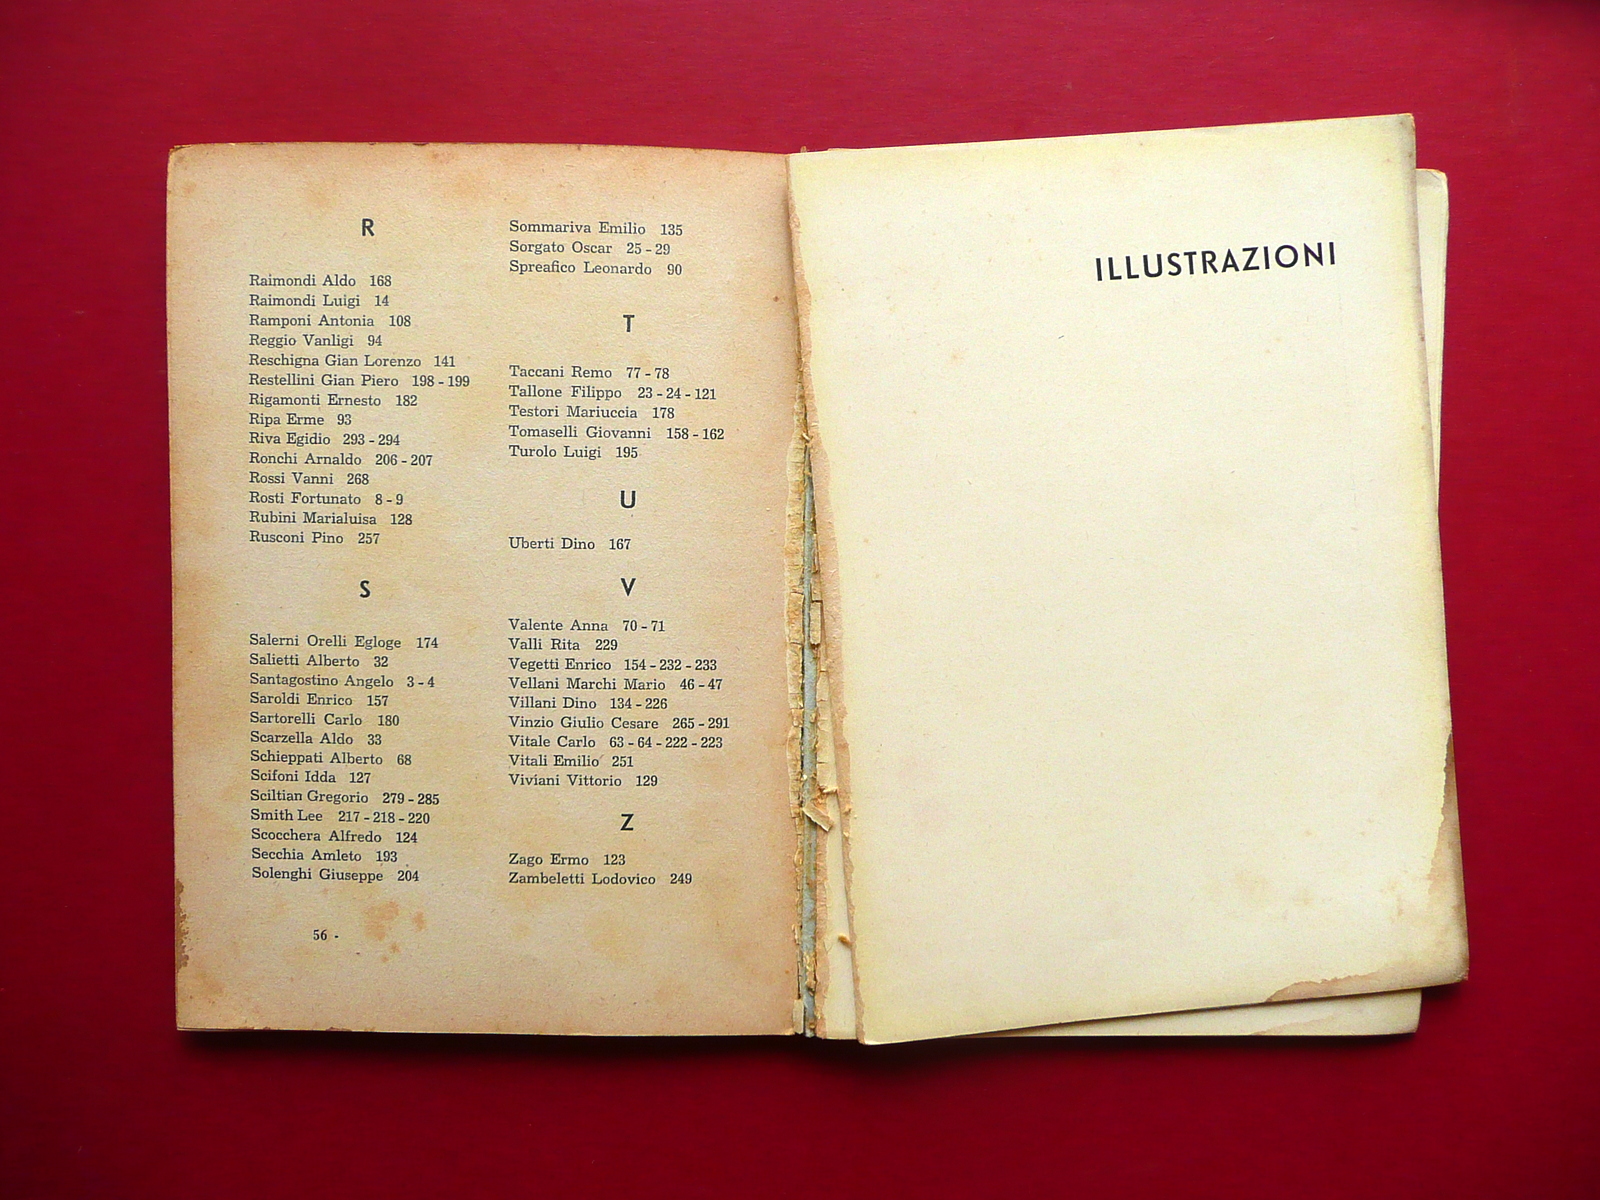 R
Raimondi Aldo 168
Raimondi Luigi 14
Ramponi Antonia 108
Reggio Vanligi 94
Reschigna Gian Lorenzo 141
Restellini Gian Piero 198 - 199
Rigamonti Ernesto 182
Ripa Erme 93
Riva Egidio 293 - 294
Ronchi Arnaldo 206 - 207
Rossi Vanni 268
Rosti Fortunato 8 - 9
Rubini Marialuisa 128
Rusconi Pino 257
S
Salerni Orelli Egloge 174
Salietti Alberto 32
Santagostino Angelo 3 - 4
Saroldi Enrico 157
Sartorelli Carlo 180
Scarzella Aldo 33
Schieppati Alberto 68
Scifoni Idda 127
Sciltian Gregorio 279 - 285
Smith Lee 217 - 218 - 220
Scocchera Alfredo 124
Secchia Amleto 193
Solenghi Giuseppe 204
56 -
Sommariva Emilio 135
Sorgato Oscar 25 - 29
Spreafico Leonardo 90
T
Taccani Remo 77 - 78
Tallone Filippo 23 - 24 - 121
Testori Mariuccia 178
Tomaselli Giovanni 158 - 162
Turolo Luigi 195
U
Uberti Dino 167
V
Valente Anna 70 - 71
Valli Rita 229
Vegetti Enrico 154 - 232 - 233
Vellani Marchi Mario 46 - 47
Villani Dino 134 - 226
Vinzio Giulio Cesare 265 - 291
Vitale Carlo 63 - 64 - 222 - 223
Vitali Emilio 251
Viviani Vittorio 129
Z
Zago Ermo 123
Zambeletti Lodovico 249
ILLUSTRAZIONI